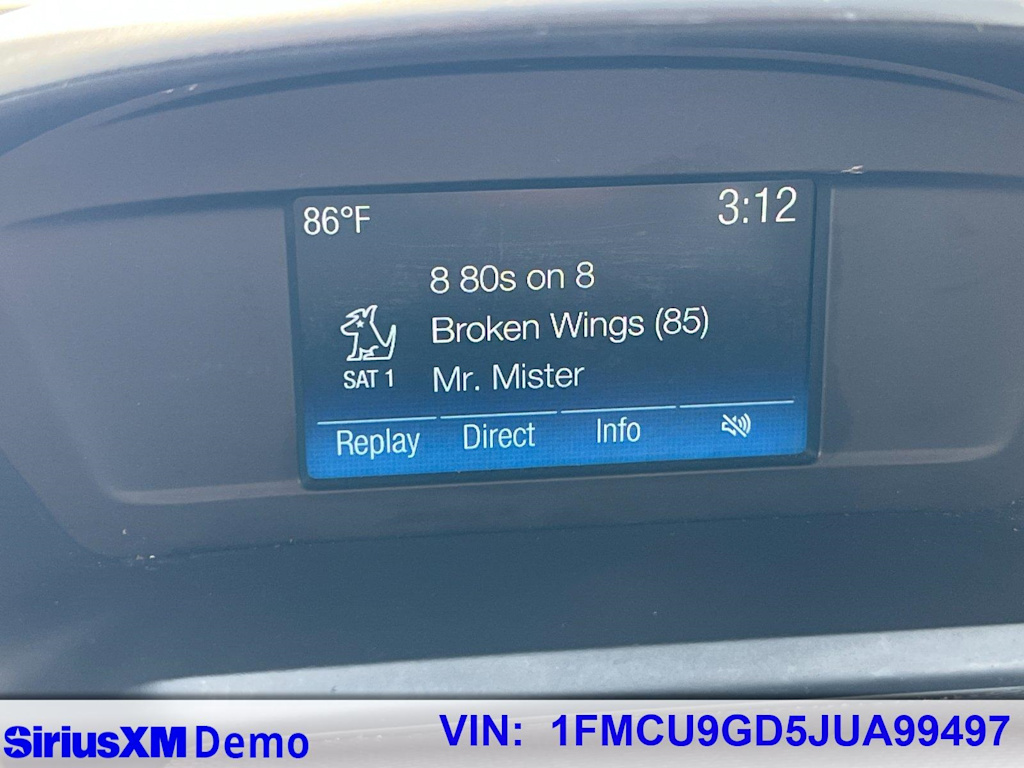 86°F 3:12
8 80s on 8
Broken Wings (85)
SAT 1 Mr. Mister
Replay Direct Info
SiriusXM Demo VIN: 1FMCU9GD5JUA99497